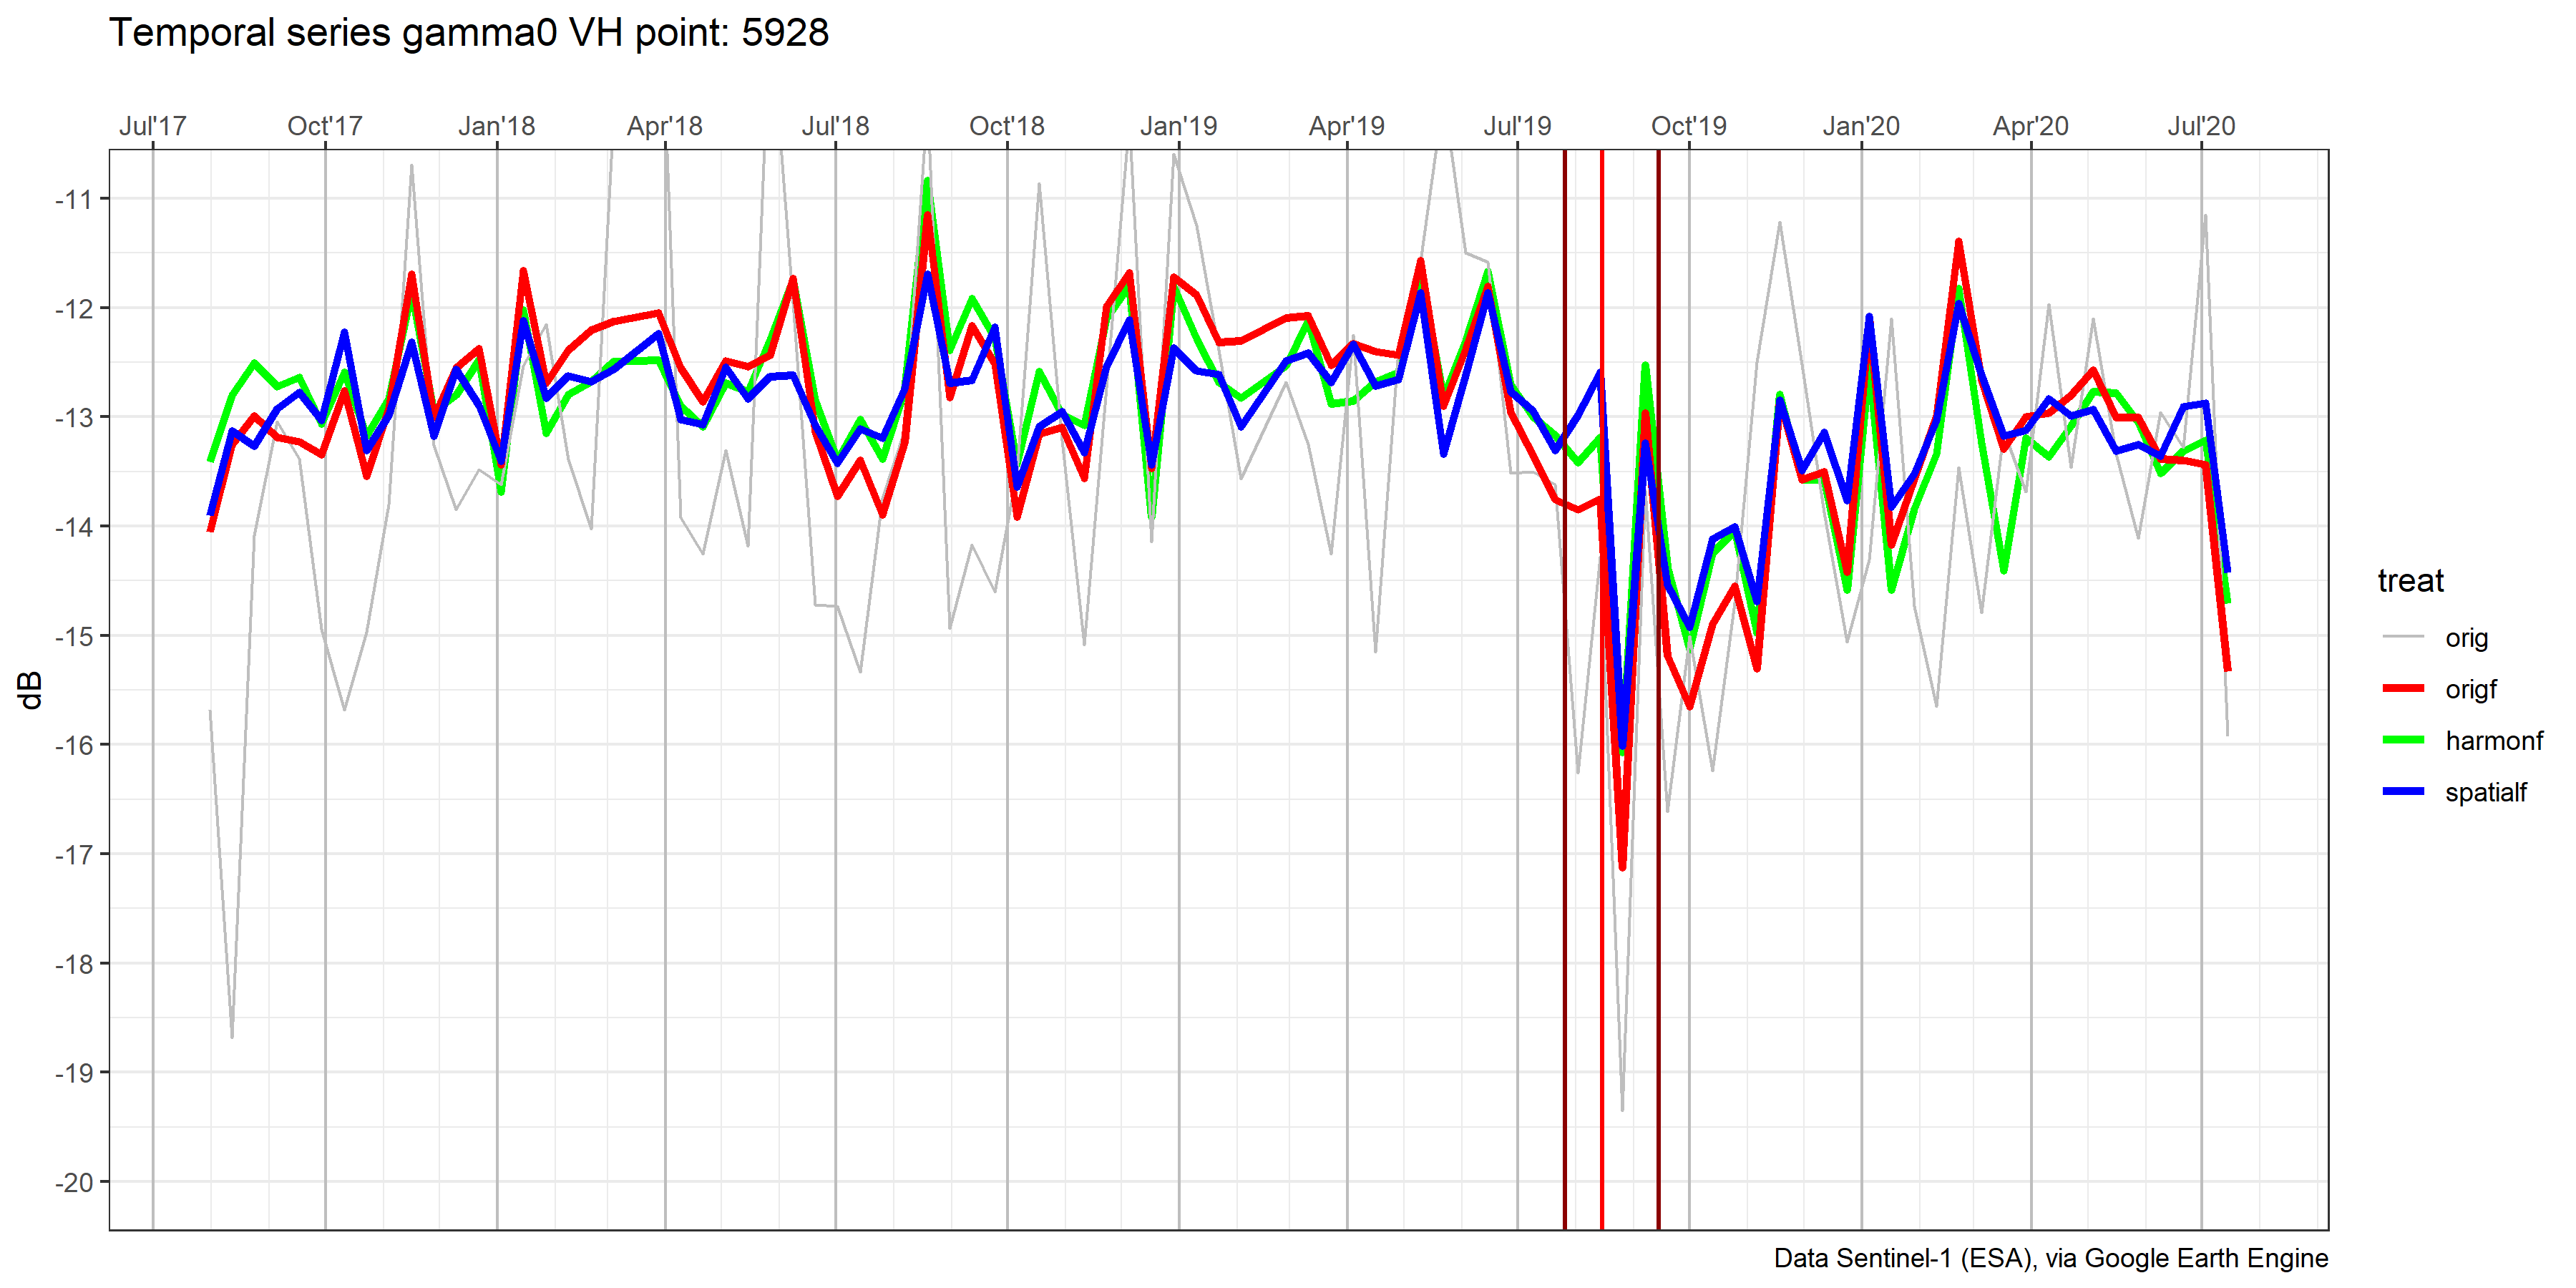 Temporal series gamma0 VH point: 5928
Jul'17 Oct'17 Jan'18 Apr'18 Jul'18 Oct'18 Jan'19 Apr'19 Jul'19 Oct'19 Jan'20 Apr'20 Jul'20
-11
-12
-13
-14
-15
-16
-17
-18
-19
-20
dB
treat
orig
origf
harmonf
spatialf
Data Sentinel-1 (ESA), via Google Earth Engine